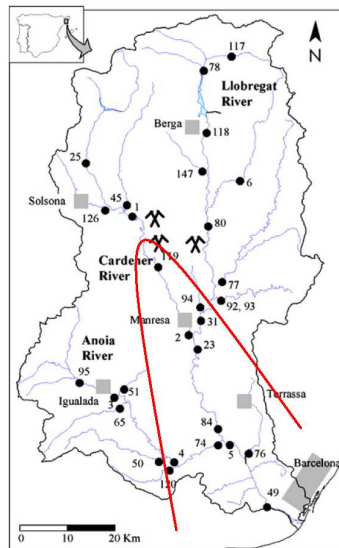 117
N
78
Llobregat
River
Berga
118
147
25
6
Solsona
45
1
126
80
119
Cardener
River
77
94
92, 93
Manresa
31
2
23
Anoia
River
95
51
Igualada
3
65
Terrassa
84
74
5
76
Barcelona
50
4
120
49
0
10
20 Km